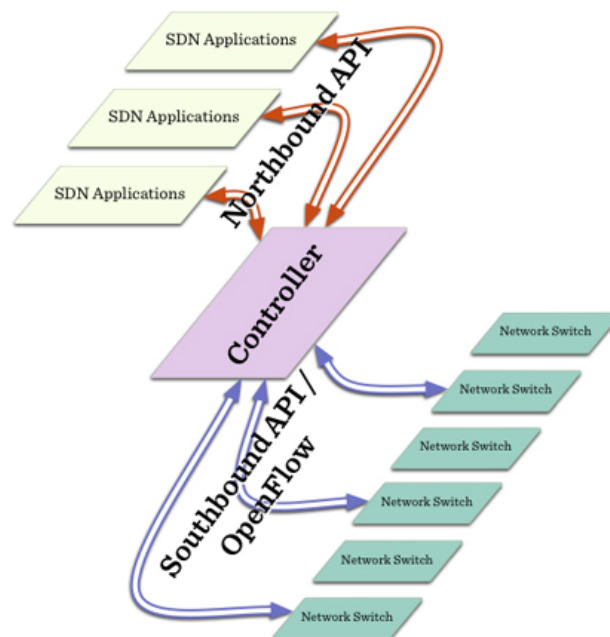 SDN Applications
SDN Applications
SDN Applications
Northbound API
Controller
Southbound API /
OpenFlow
Network Switch
Network Switch
Network Switch
Network Switch
Network Switch
Network Switch